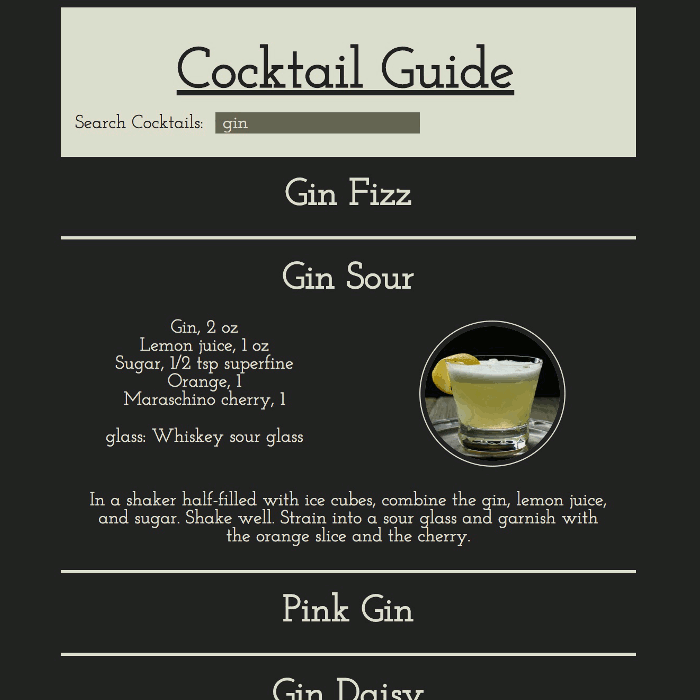 Cocktail Guide
Search Cocktails: gin
Gin Fizz
Gin Sour
Gin, 2 oz
Lemon juice, 1 oz
Sugar, 1/2 tsp superfine
Orange, 1
Maraschino cherry, 1
glass: Whiskey sour glass
In a shaker half-filled with ice cubes, combine the gin, lemon juice,
and sugar. Shake well. Strain into a sour glass and garnish with
the orange slice and the cherry.
Pink Gin
Gin Daisy